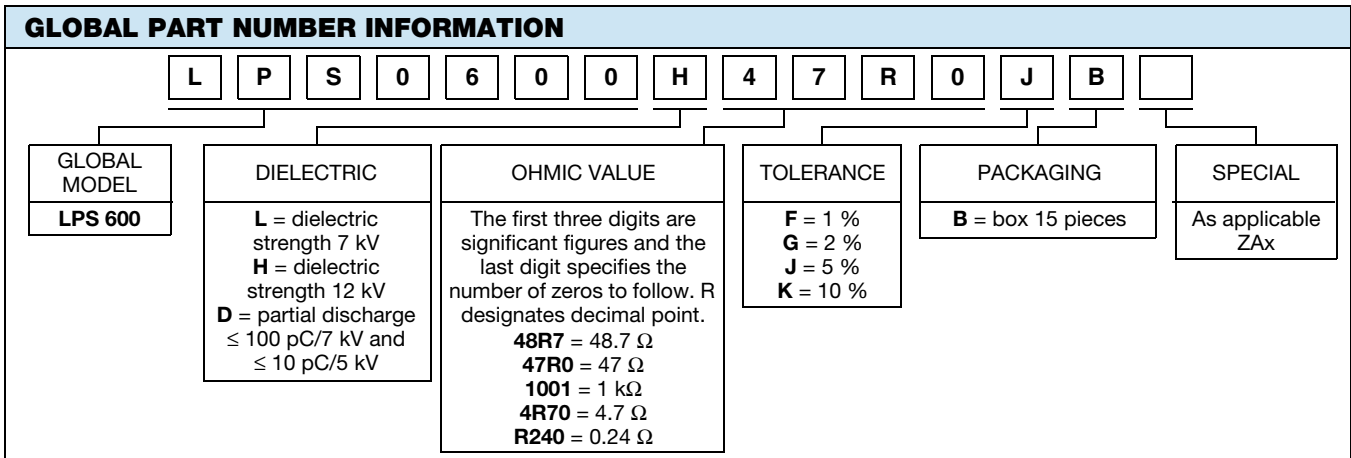 GLOBAL PART NUMBER INFORMATION
L P S 0 6 0 0 H 4 7 R 0 J B
GLOBAL
MODEL
LPS 600
DIELECTRIC
L = dielectric
strength 7 kV
H = dielectric
strength 12 kV
D = partial discharge
≤ 100 pC/7 kV and
≤ 10 pC/5 kV
OHMIC VALUE
The first three digits are
significant figures and the
last digit specifies the
number of zeros to follow. R
designates decimal point.
48R7 = 48.7 Ω
47R0 = 47 Ω
1001 = 1 kΩ
4R70 = 4.7 Ω
R240 = 0.24 Ω
TOLERANCE
F = 1 %
G = 2 %
J = 5 %
K = 10 %
PACKAGING
B = box 15 pieces
SPECIAL
As applicable
ZAx